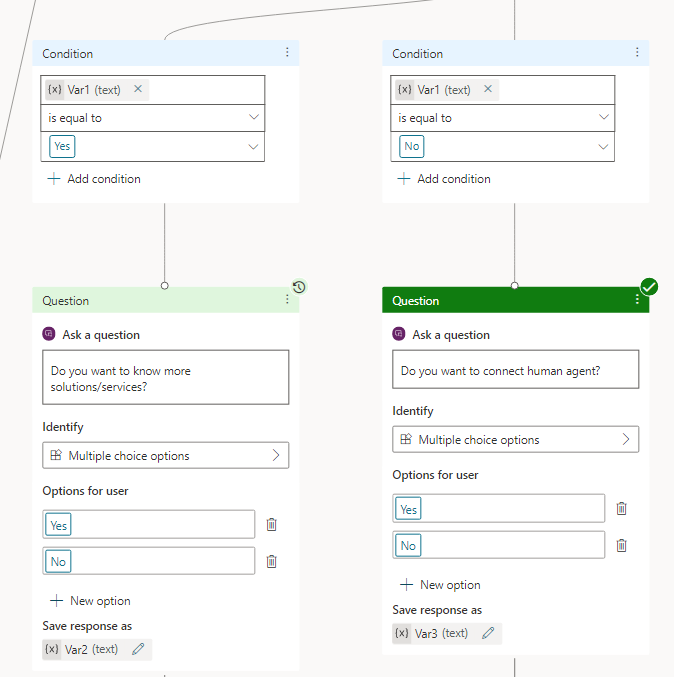 Condition
(x) Var1 (text)
is equal to
Yes
Add condition
Question
Ask a question
Do you want to know more
solutions/services?
Identify
Multiple choice options
Options for user
Yes
No
New option
Save response as
(x) Var2 (text)
Condition
(x) Var1 (text)
is equal to
No
Add condition
Question
Ask a question
Do you want to connect human agent?
Identify
Multiple choice options
Options for user
Yes
No
New option
Save response as
(x) Var3 (text)